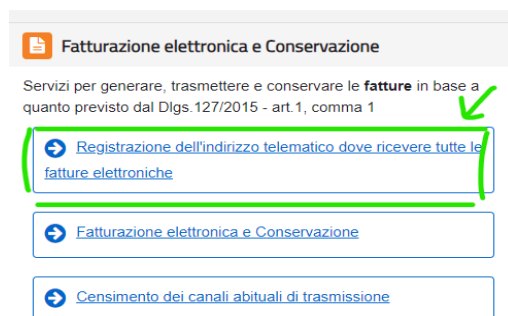 Fatturazione elettronica e Conservazione
Servizi per generare, trasmettere e conservare le fatture in base a
quanto previsto dal Dlgs.127/2015 - art.1, comma 1
Registrazione dell'indirizzo telematico dove ricevere tutte le
fatture elettroniche
Fatturazione elettronica e Conservazione
Censimento dei canali abituali di trasmissione